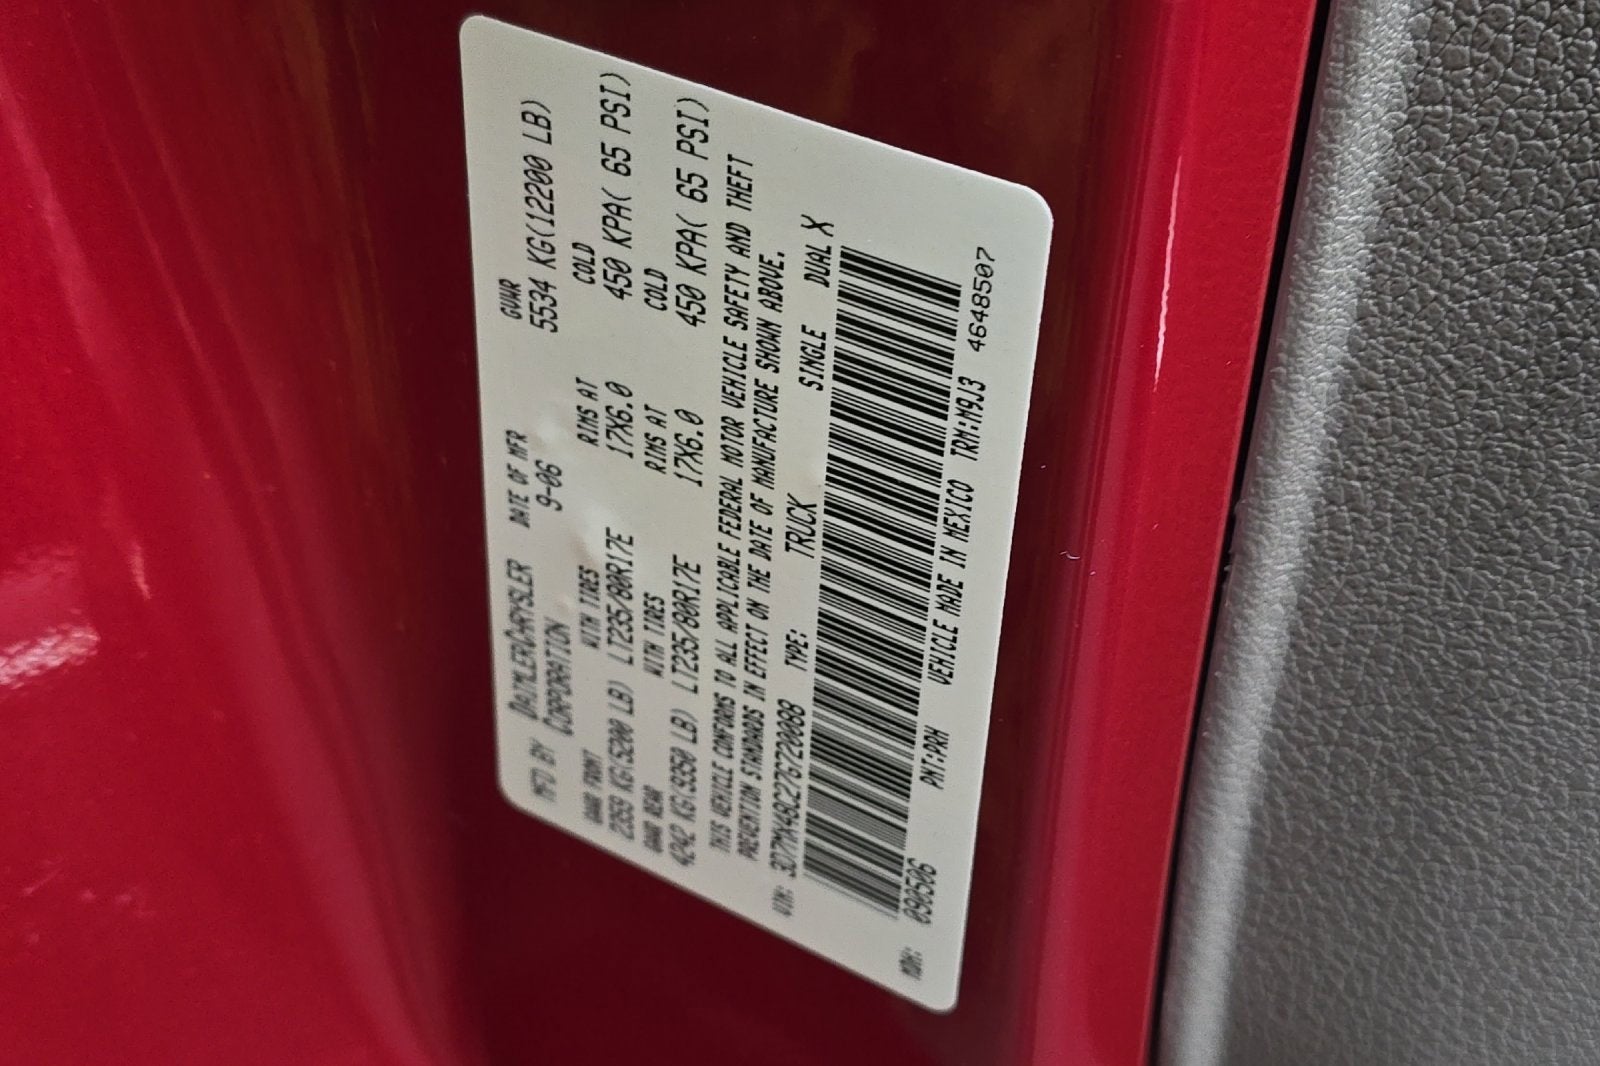 MFD BY DAIMLERCHRYSLER CORPORATION DATE OF MFR 9-06 GVWR 5534 KG(12200 LB)
GAWR FRONT WITH TIRES RIMS AT COLD
2359 KG(5200 LB) LT235/80R17E 17X6.0 450 KPA( 65 PSI)
GAWR REAR WITH TIRES RIMS AT COLD
4242 KG(9350 LB) LT235/80R17E 17X6.0 450 KPA( 65 PSI)
THIS VEHICLE CONFORMS TO ALL APPLICABLE FEDERAL MOTOR VEHICLE SAFETY AND THEFT
PREVENTION STANDARDS IN EFFECT ON THE DATE OF MANUFACTURE SHOWN ABOVE.
VIN: 3D7MX48C27G720088 TYPE: TRUCK SINGLE DUAL X
MDH: 090506 PNT:PRH VEHICLE MADE IN MEXICO TRM:M9J3 4648507